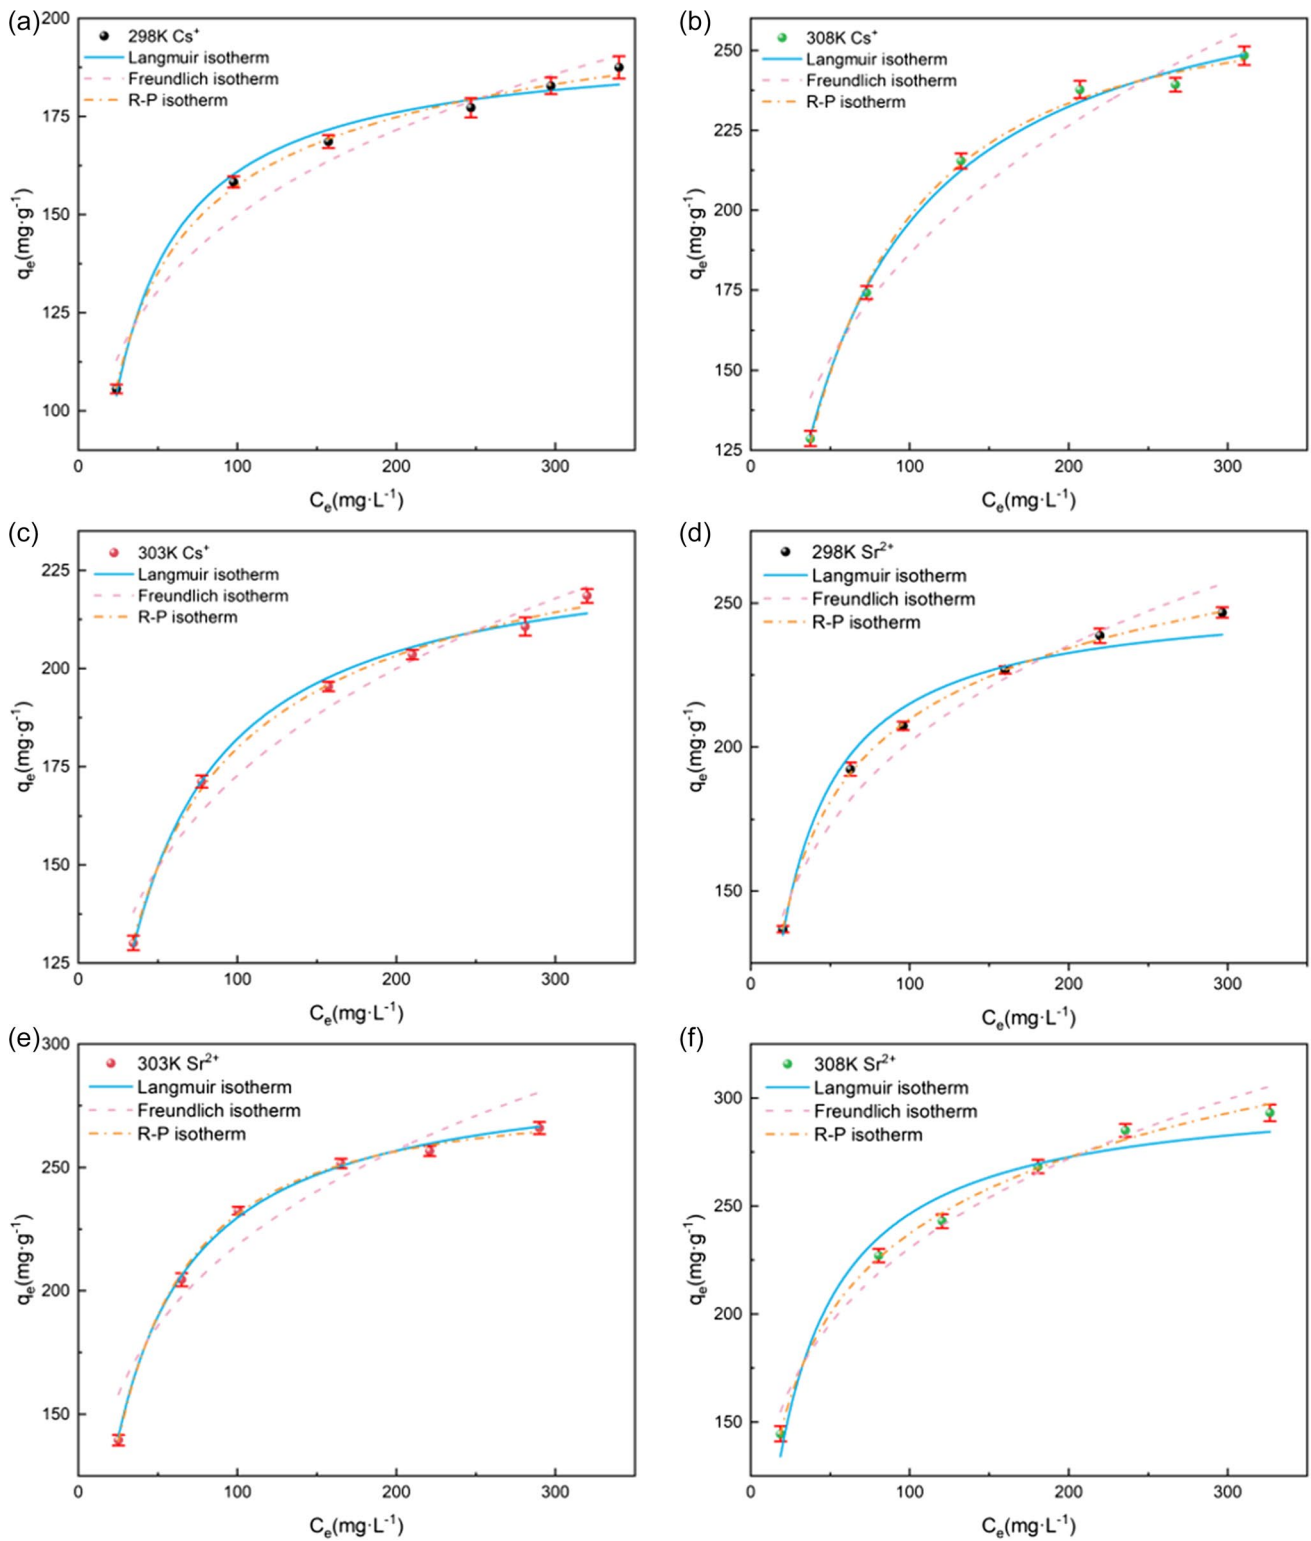 (a)
200
175
150
125
100
0
100
200
300
qₑ(mg·g⁻¹)
Cₑ(mg·L⁻¹)
298K Cs⁺
Langmuir isotherm
Freundlich isotherm
R-P isotherm
(b)
250
225
200
175
150
125
0
100
200
300
qₑ(mg·g⁻¹)
Cₑ(mg·L⁻¹)
308K Cs⁺
Langmuir isotherm
Freundlich isotherm
R-P isotherm
(c)
225
200
175
150
125
0
100
200
300
qₑ(mg·g⁻¹)
Cₑ(mg·L⁻¹)
303K Cs⁺
Langmuir isotherm
Freundlich isotherm
R-P isotherm
(d)
250
200
150
0
100
200
300
qₑ(mg·g⁻¹)
Cₑ(mg·L⁻¹)
298K Sr²⁺
Langmuir isotherm
Freundlich isotherm
R-P isotherm
(e)
300
250
200
150
0
100
200
300
qₑ(mg·g⁻¹)
Cₑ(mg·L⁻¹)
303K Sr²⁺
Langmuir isotherm
Freundlich isotherm
R-P isotherm
(f)
300
250
200
150
0
100
200
300
qₑ(mg·g⁻¹)
Cₑ(mg·L⁻¹)
308K Sr²⁺
Langmuir isotherm
Freundlich isotherm
R-P isotherm